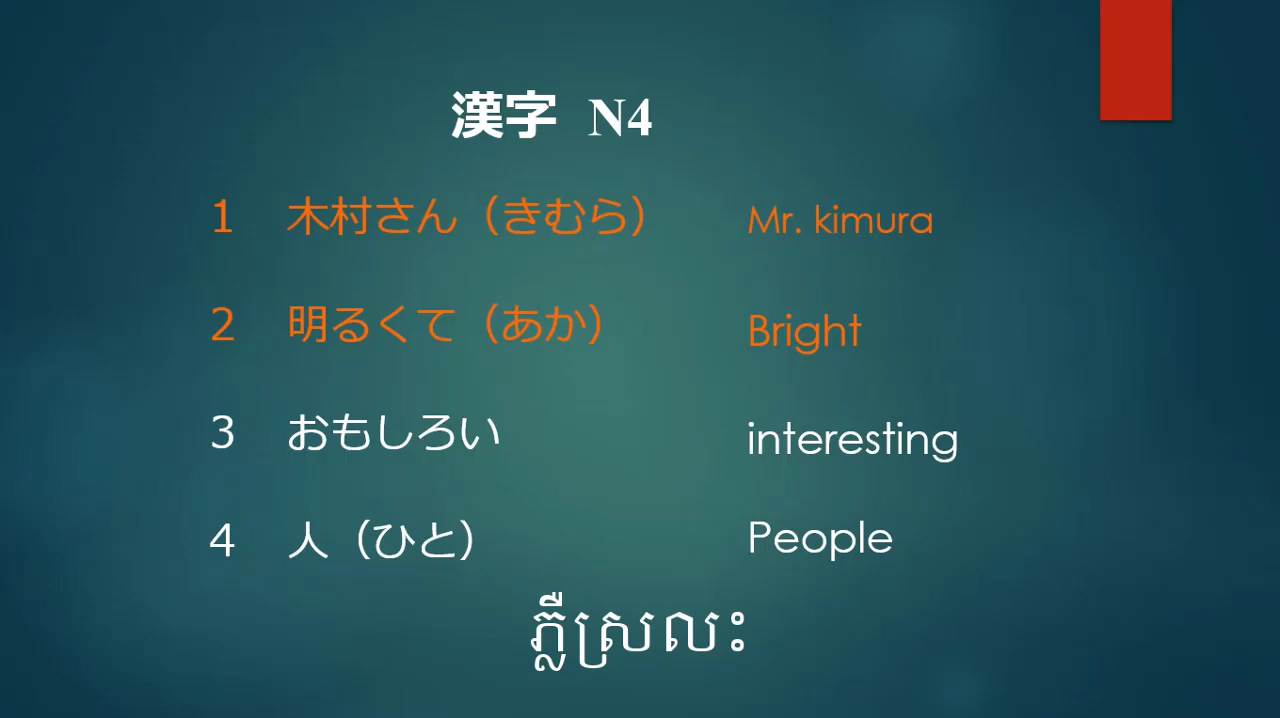 漢字 N4
1 木村さん（きむら） Mr. kimura
2 明るくて（あか） Bright
3 おもしろい interesting
4 人（ひと） People
ភ្លឺស្រលះ